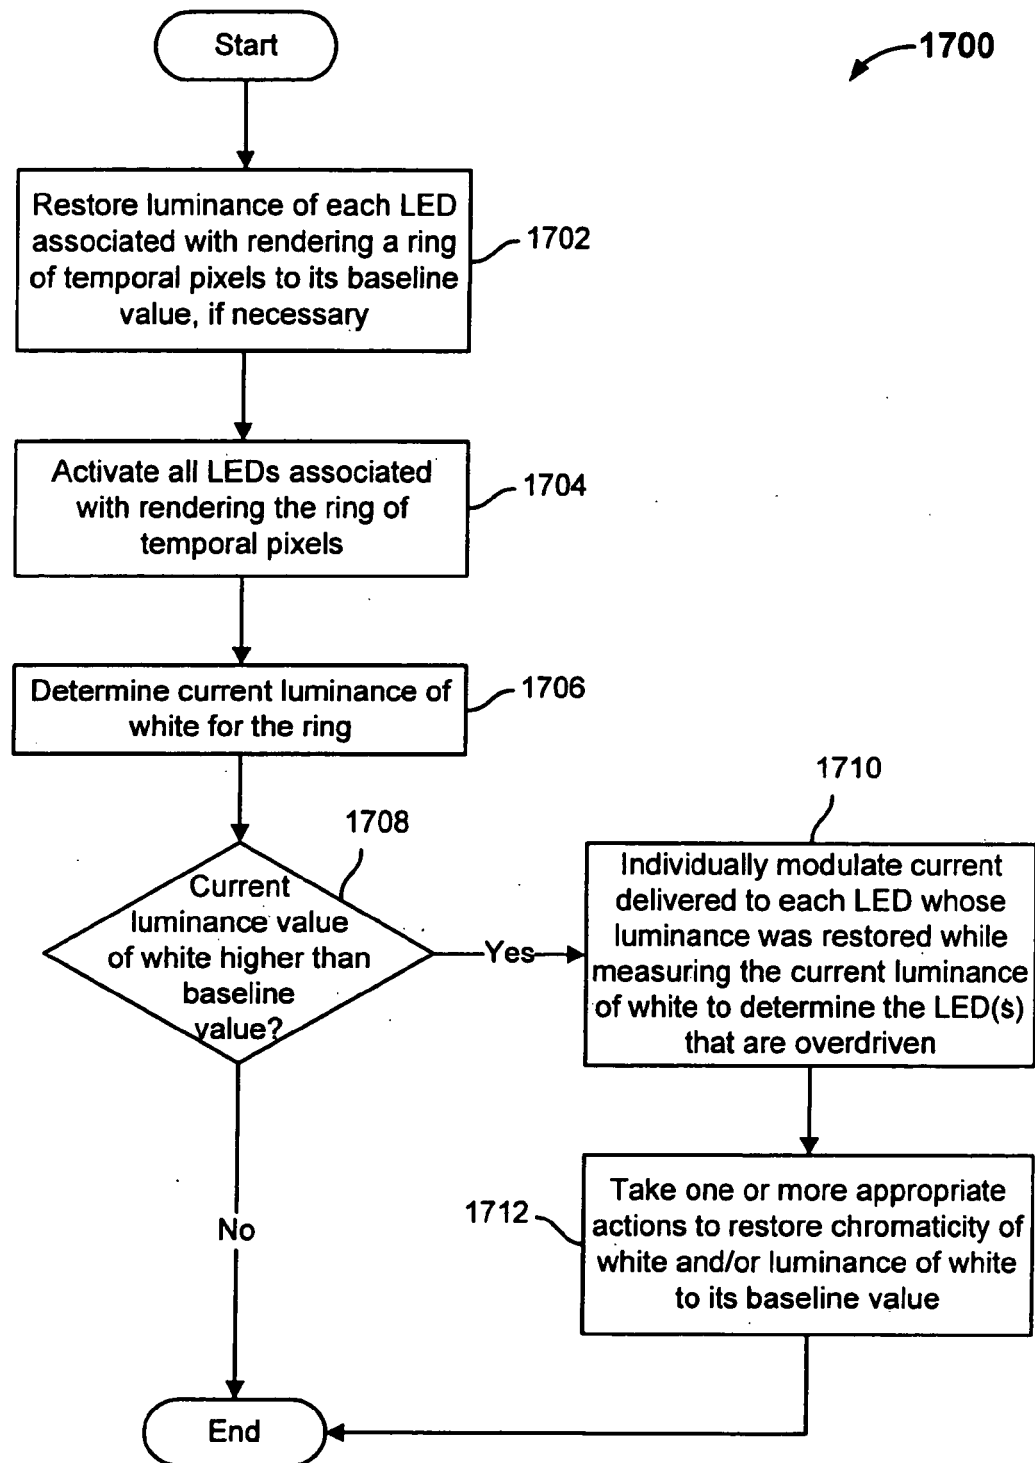 Start
1700
Restore luminance of each LED
associated with rendering a ring
of temporal pixels to its baseline
value, if necessary
1702
Activate all LEDs associated
with rendering the ring of
temporal pixels
1704
Determine current luminance of
white for the ring
1706
1708
Current
luminance value
of white higher than
baseline
value?
Yes
1710
Individually modulate current
delivered to each LED whose
luminance was restored while
measuring the current luminance
of white to determine the LED(s)
that are overdriven
1712
Take one or more appropriate
actions to restore chromaticity of
white and/or luminance of white
to its baseline value
No
End